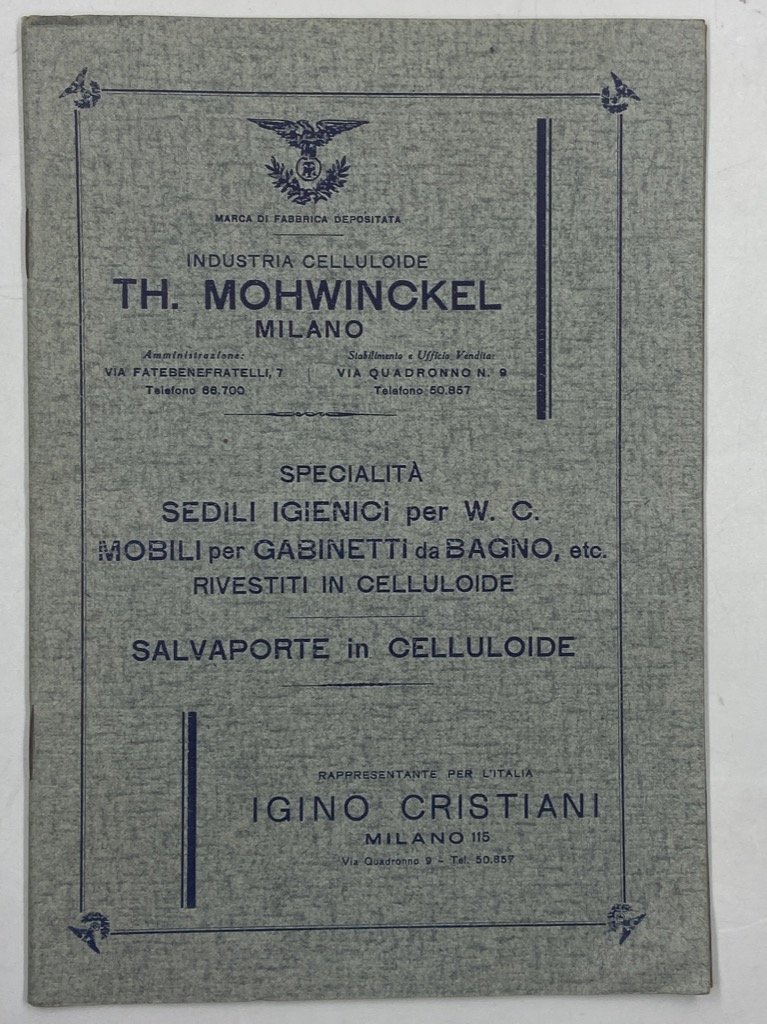 MARCA DI FABBRICA DEPOSITATA
INDUSTRIA CELLULOIDE
TH. MOHWINCKEL
MILANO
Amministrazione:
VIA FATEBENEFRATELLI, 7
Telefono 66.700
Stabilimento e Ufficio Vendita:
VIA QUADRONNO N. 9
Telefono 50.857
SPECIALITÀ
SEDILI IGIENICI per W. C.
MOBILI per GABINETTI da BAGNO, etc.
RIVESTITI IN CELLULOIDE
SALVAPORTE in CELLULOIDE
RAPPRESENTANTE PER L'ITALIA
IGINO CRISTIANI
MILANO 115
Via Quadronno 9 - Tel. 50.857